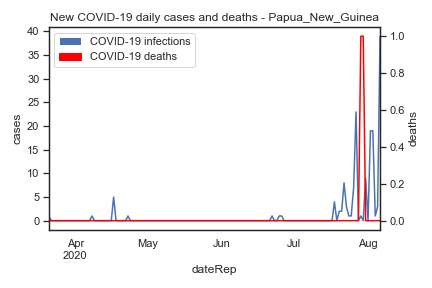 New COVID-19 daily cases and deaths - Papua_New_Guinea
COVID-19 infections
COVID-19 deaths
40
35
30
25
20
15
10
5
0
cases
1.0
0.8
0.6
0.4
0.2
0.0
deaths
Apr
2020
May
Jun
Jul
Aug
dateRep